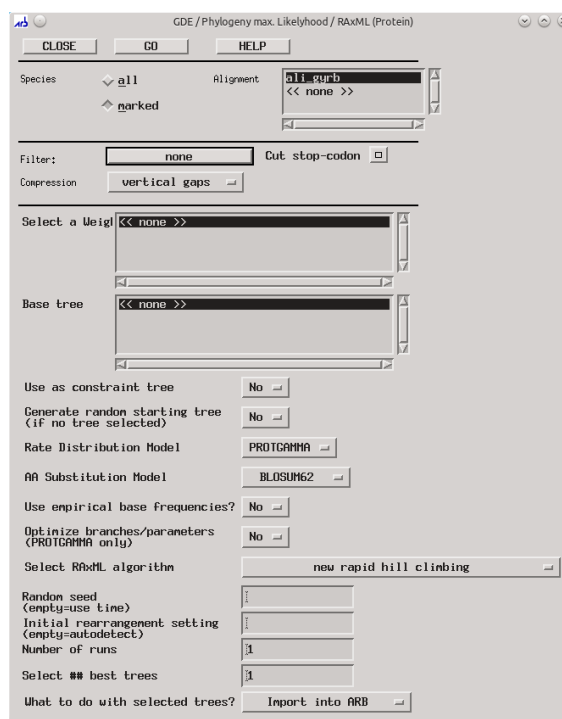 ARB GDE / Phylogeny max. Likelyhood / RAxML (Protein)
CLOSE GO HELP
Species all Alignment ali_gyrb
<< none >>
marked
Filter: none Cut stop-codon
Compression vertical gaps
Select a Weigl << none >>
Base tree << none >>
Use as constraint tree No
Generate random starting tree
(if no tree selected) No
Rate Distribution Model PROTGAMMA
AA Substitution Model BLOSUM62
Use empirical base frequencies? No
Optimize branches/parameters
(PROTGAMMA only) No
Select RAxML algorithm new rapid hill climbing
Random seed
(empty=use time)
Initial rearrangement setting
(empty=autodetect)
Number of runs 1
Select ## best trees 1
What to do with selected trees? Import into ARB